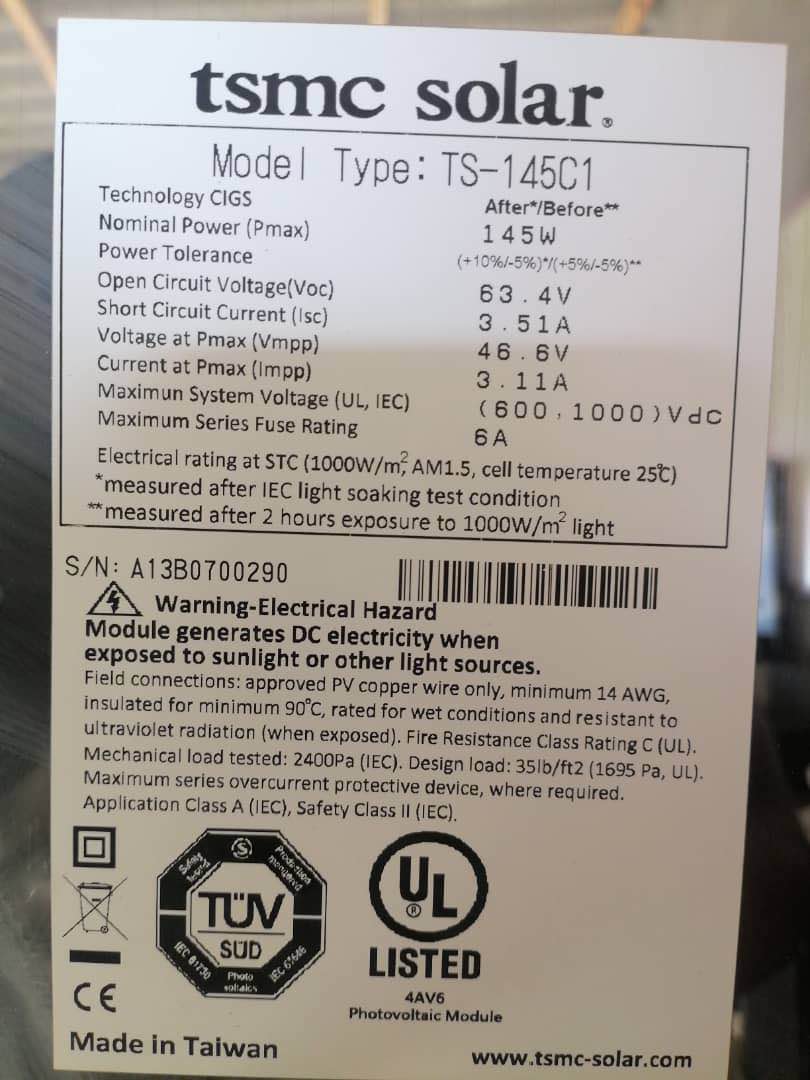 tsmc solar®
Model Type: TS-145C1
Technology CIGS After*/Before**
Nominal Power (Pmax) 145W
Power Tolerance (+10%/-5%)*/(+5%/-5%)**
Open Circuit Voltage(Voc) 63.4V
Short Circuit Current (Isc) 3.51A
Voltage at Pmax (Vmpp) 46.6V
Current at Pmax (Impp) 3.11A
Maximun System Voltage (UL, IEC) (600,1000)Vdc
Maximum Series Fuse Rating 6A
Electrical rating at STC (1000W/m², AM1.5, cell temperature 25℃)
*measured after IEC light soaking test condition
**measured after 2 hours exposure to 1000W/m² light
S/N: A13B0700290
Warning-Electrical Hazard
Module generates DC electricity when
exposed to sunlight or other light sources.
Field connections: approved PV copper wire only, minimum 14 AWG,
insulated for minimum 90℃, rated for wet conditions and resistant to
ultraviolet radiation (when exposed). Fire Resistance Class Rating C (UL).
Mechanical load tested: 2400Pa (IEC). Design load: 35lb/ft2 (1695 Pa, UL).
Maximum series overcurrent protective device, where required.
Application Class A (IEC), Safety Class II (IEC).
Safety tested
S
Production monitored
TÜV
SÜD
IEC 61730
Photo
voltaics
IEC 61646
UL
®
LISTED
4AV6
Photovoltaic Module
CE
Made in Taiwan
www.tsmc-solar.com